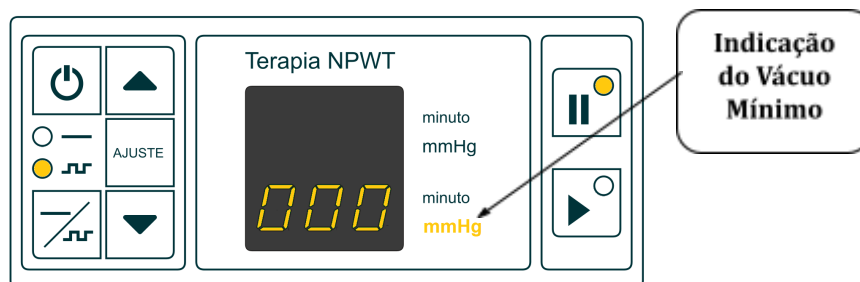 Terapia NPWT
minuto
mmHg
AJUSTE
000
minuto
mmHg
Indicação
do Vácuo
Mínimo